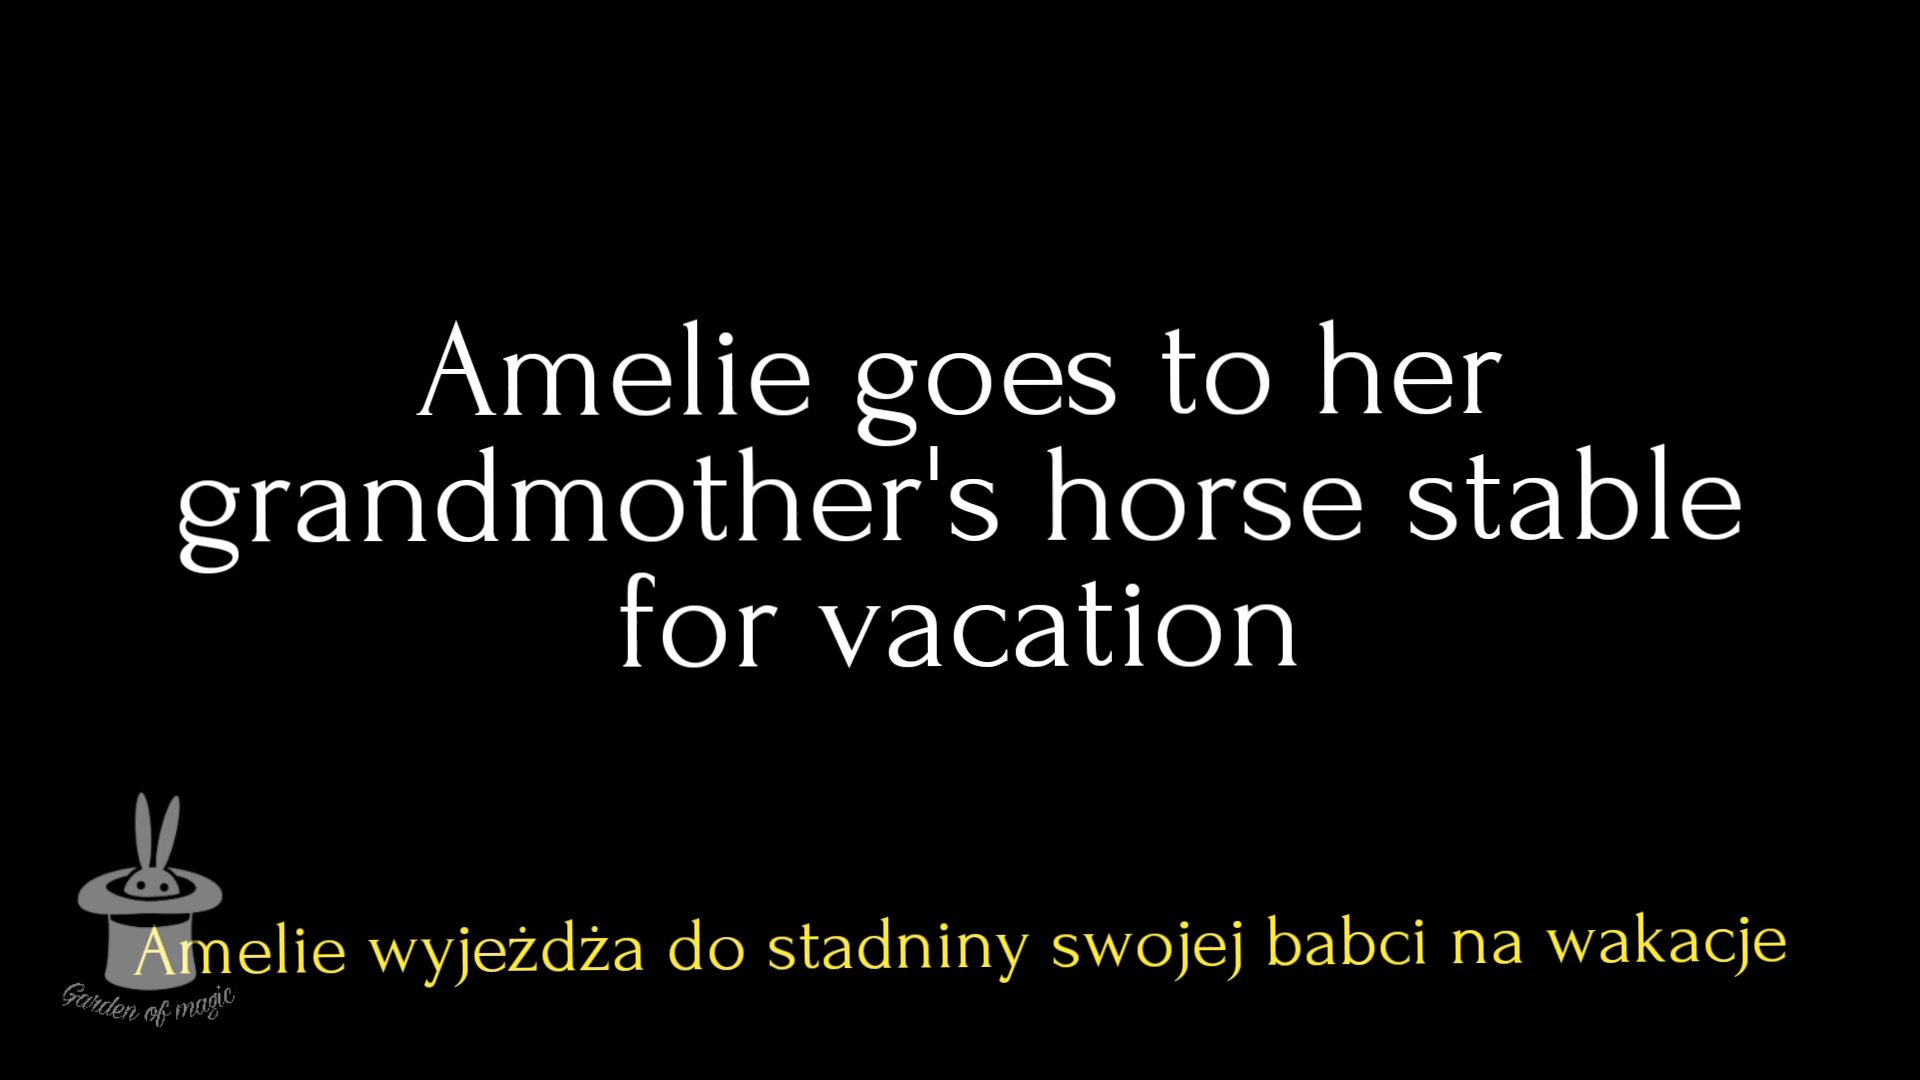 Amelie goes to her
grandmother's horse stable
for vacation
Amelie wyjeżdża do stadniny swojej babci na wakacje
Garden of magic